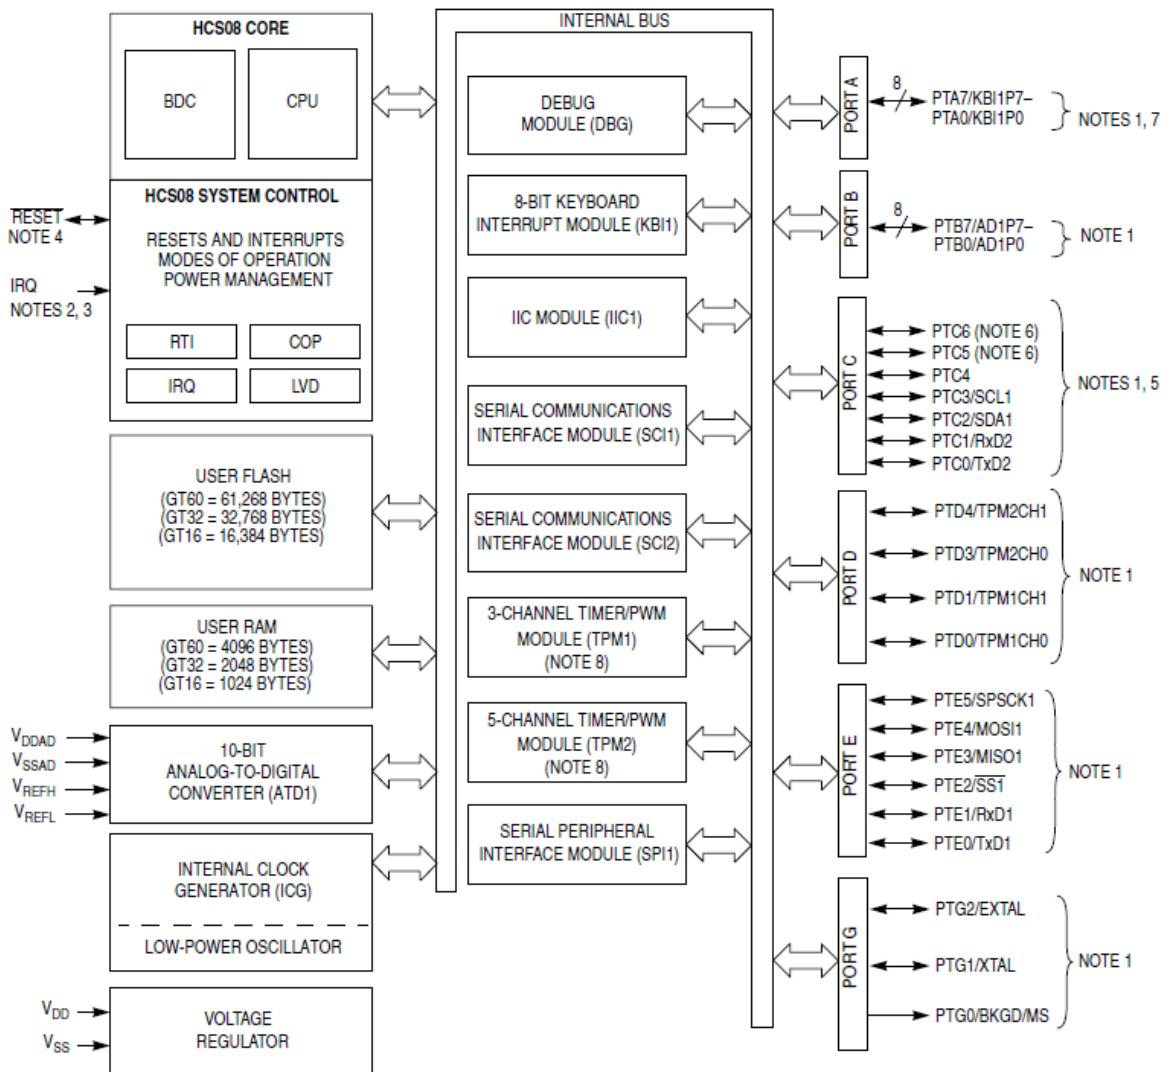 HCS08 CORE
BDC
CPU
HCS08 SYSTEM CONTROL
RESETS AND INTERRUPTS
MODES OF OPERATION
POWER MANAGEMENT
RTI
COP
IRQ
LVD
RESET
NOTE 4
IRQ
NOTES 2, 3
USER FLASH
(GT60 = 61,268 BYTES)
(GT32 = 32,768 BYTES)
(GT16 = 16,384 BYTES)
USER RAM
(GT60 = 4096 BYTES)
(GT32 = 2048 BYTES)
(GT16 = 1024 BYTES)
VDDAD
VSSAD
VREFH
VREFL
10-BIT
ANALOG-TO-DIGITAL
CONVERTER (ATD1)
INTERNAL CLOCK
GENERATOR (ICG)
LOW-POWER OSCILLATOR
VDD
VSS
VOLTAGE
REGULATOR
INTERNAL BUS
DEBUG
MODULE (DBG)
8-BIT KEYBOARD
INTERRUPT MODULE (KBI1)
IIC MODULE (IIC1)
SERIAL COMMUNICATIONS
INTERFACE MODULE (SCI1)
SERIAL COMMUNICATIONS
INTERFACE MODULE (SCI2)
3-CHANNEL TIMER/PWM
MODULE (TPM1)
(NOTE 8)
5-CHANNEL TIMER/PWM
MODULE (TPM2)
(NOTE 8)
SERIAL PERIPHERAL
INTERFACE MODULE (SPI1)
PORT A
8
PTA7/KBI1P7–
PTA0/KBI1P0
NOTES 1, 7
PORT B
8
PTB7/AD1P7–
PTB0/AD1P0
NOTE 1
PORT C
PTC6 (NOTE 6)
PTC5 (NOTE 6)
PTC4
PTC3/SCL1
PTC2/SDA1
PTC1/RxD2
PTC0/TxD2
NOTES 1, 5
PORT D
PTD4/TPM2CH1
PTD3/TPM2CH0
PTD1/TPM1CH1
PTD0/TPM1CH0
NOTE 1
PORT E
PTE5/SPSCK1
PTE4/MOSI1
PTE3/MISO1
PTE2/SS1
PTE1/RxD1
PTE0/TxD1
NOTE 1
PORT G
PTG2/EXTAL
PTG1/XTAL
PTG0/BKGD/MS
NOTE 1